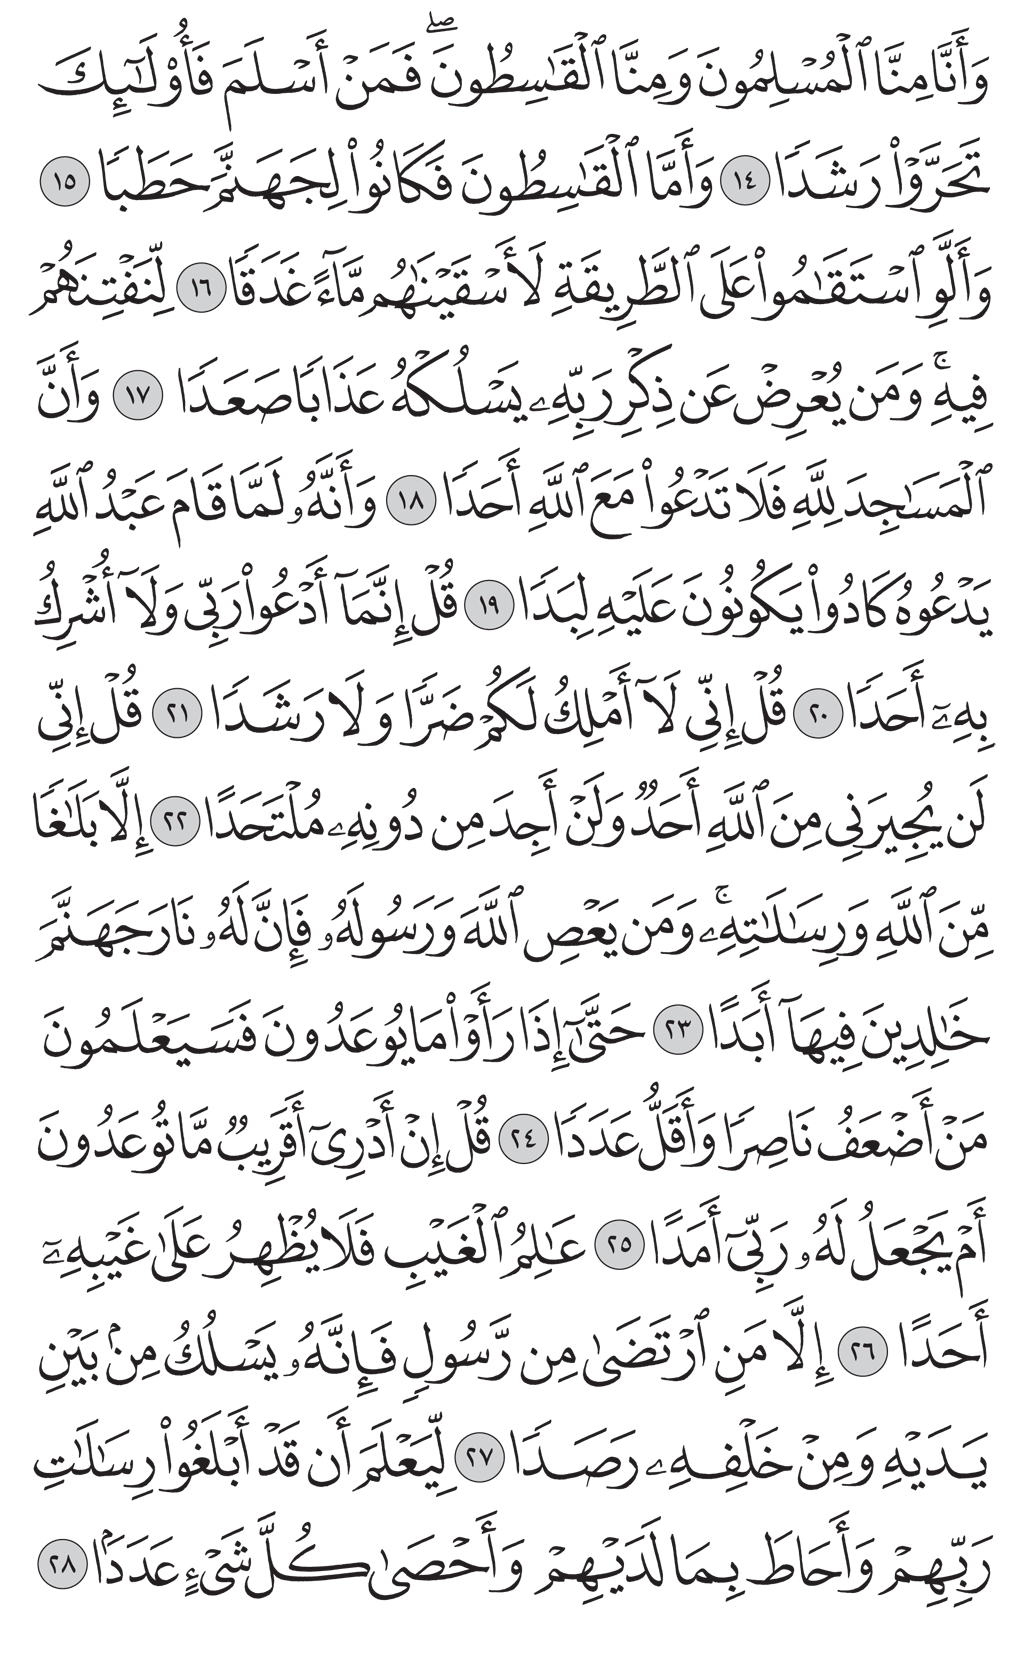 وَأَنَّا مِنَّا ٱلۡمُسۡلِمُونَ وَمِنَّا ٱلۡقَٰسِطُونَۖ فَمَنۡ أَسۡلَمَ فَأُوْلَٰٓئِكَ
تَحَرَّوۡاْ رَشَدٗا ١٤ وَأَمَّا ٱلۡقَٰسِطُونَ فَكَانُواْ لِجَهَنَّمَ حَطَبٗا ١٥
وَأَلَّوِ ٱسۡتَقَٰمُواْ عَلَى ٱلطَّرِيقَةِ لَأَسۡقَيۡنَٰهُم مَّآءً غَدَقٗا ١٦ لِّنَفۡتِنَهُمۡ
فِيهِۚ وَمَن يُعۡرِضۡ عَن ذِكۡرِ رَبِّهِۦ يَسۡلُكۡهُ عَذَابٗا صَعَدٗا ١٧ وَأَنَّ
ٱلۡمَسَٰجِدَ لِلَّهِ فَلَا تَدۡعُواْ مَعَ ٱللَّهِ أَحَدٗا ١٨ وَأَنَّهُۥ لَمَّا قَامَ عَبۡدُ ٱللَّهِ
يَدۡعُوهُ كَادُواْ يَكُونُونَ عَلَيۡهِ لِبَدٗا ١٩ قُلۡ إِنَّمَآ أَدۡعُواْ رَبِّي وَلَآ أُشۡرِكُ
بِهِۦٓ أَحَدٗا ٢٠ قُلۡ إِنِّي لَآ أَمۡلِكُ لَكُمۡ ضَرّٗا وَلَا رَشَدٗا ٢١ قُلۡ إِنِّي
لَن يُجِيرَنِي مِنَ ٱللَّهِ أَحَدٞ وَلَنۡ أَجِدَ مِن دُونِهِۦ مُلۡتَحَدًا ٢٢ إِلَّا بَلَٰغٗا
مِّنَ ٱللَّهِ وَرِسَٰلَٰتِهِۦۚ وَمَن يَعۡصِ ٱللَّهَ وَرَسُولَهُۥ فَإِنَّ لَهُۥ نَارَ جَهَنَّمَ
خَٰلِدِينَ فِيهَآ أَبَدًا ٢٣ حَتَّىٰٓ إِذَا رَأَوۡاْ مَا يُوعَدُونَ فَسَيَعۡلَمُونَ
مَنۡ أَضۡعَفُ نَاصِرٗا وَأَقَلُّ عَدَدٗا ٢٤ قُلۡ إِنۡ أَدۡرِيٓ أَقَرِيبٞ مَّا تُوعَدُونَ
أَمۡ يَجۡعَلُ لَهُۥ رَبِّيٓ أَمَدًا ٢٥ عَٰلِمُ ٱلۡغَيۡبِ فَلَا يُظۡهِرُ عَلَىٰ غَيۡبِهِۦٓ
أَحَدًا ٢٦ إِلَّا مَنِ ٱرۡتَضَىٰ مِن رَّسُولٖ فَإِنَّهُۥ يَسۡلُكُ مِنۢ بَيۡنِ
يَدَيۡهِ وَمِنۡ خَلۡفِهِۦ رَصَدٗا ٢٧ لِّيَعۡلَمَ أَن قَدۡ أَبۡلَغُواْ رِسَٰلَٰتِ
رَبِّهِمۡ وَأَحَاطَ بِمَا لَدَيۡهِمۡ وَأَحۡصَىٰ كُلَّ شَيۡءٍ عَدَدَۢا ٢٨